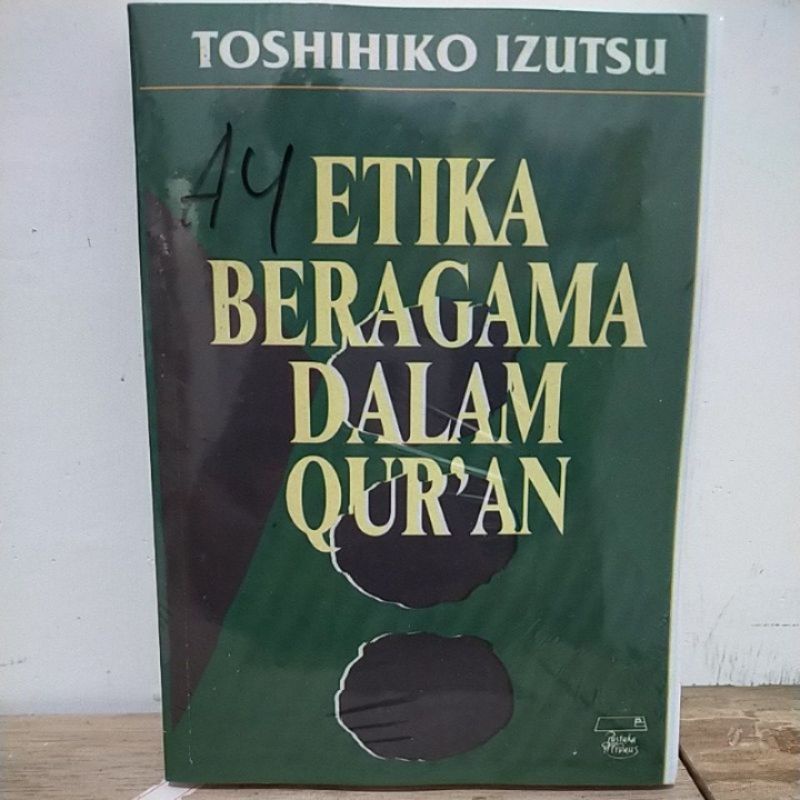 TOSHIHIKO IZUTSU
A4
ETIKA
BERAGAMA
DALAM
QUR'AN